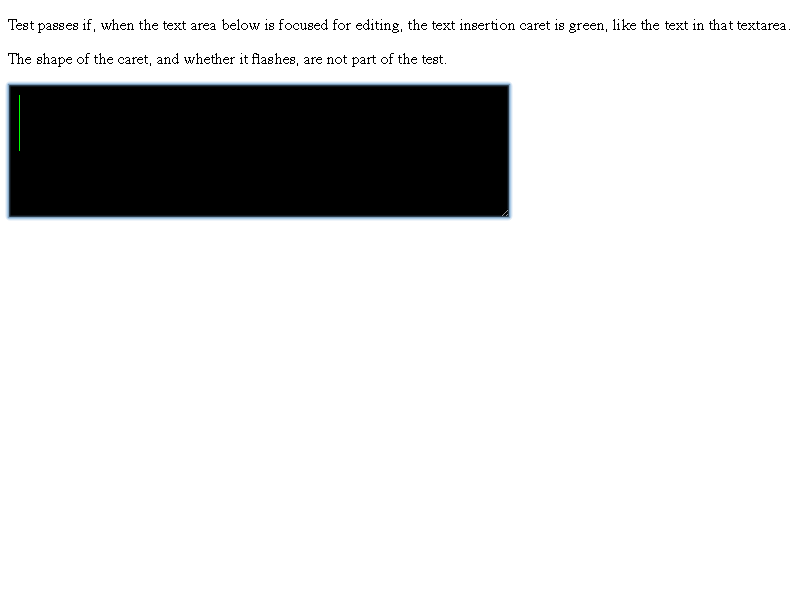 Test passes if, when the text area below is focused for editing, the text insertion caret is green, like the text in that textarea.
The shape of the caret, and whether it flashes, are not part of the test.